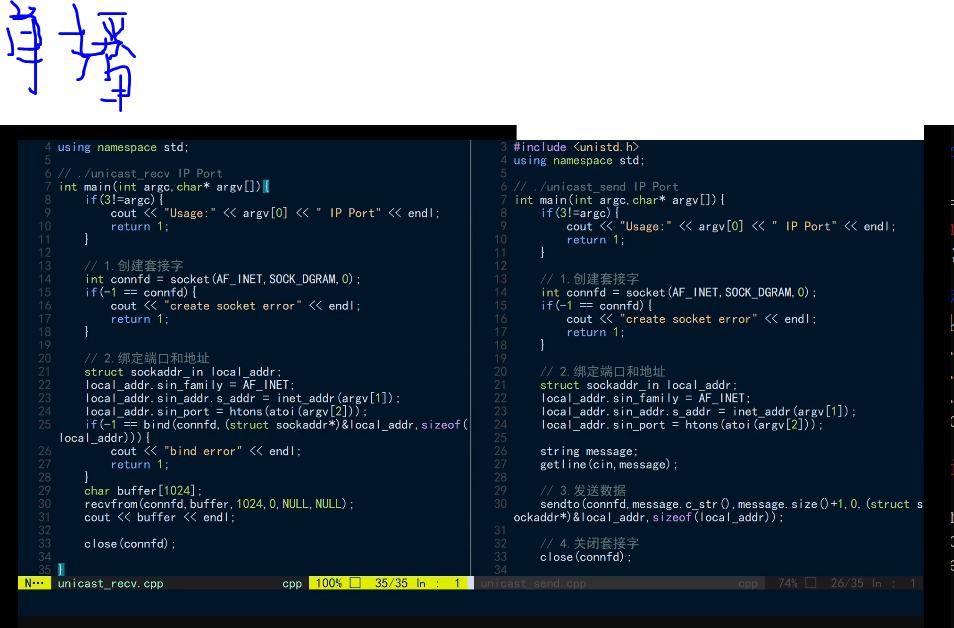 单播
4 using namespace std;
5
6 // ./unicast_recv IP Port
7 int main(int argc,char* argv[]){
8     if(3!=argc){
9         cout << "Usage:" << argv[0] << " IP Port" << endl;
10         return 1;
11     }
12
13     // 1.创建套接字
14     int connfd = socket(AF_INET,SOCK_DGRAM,0);
15     if(-1 == connfd){
16         cout << "create socket error" << endl;
17         return 1;
18     }
19
20     // 2.绑定端口和地址
21     struct sockaddr_in local_addr;
22     local_addr.sin_family = AF_INET;
23     local_addr.sin_addr.s_addr = inet_addr(argv[1]);
24     local_addr.sin_port = htons(atoi(argv[2]));
25     if(-1 == bind(connfd,(struct sockaddr*)&local_addr,sizeof(
local_addr))){
26         cout << "bind error" << endl;
27         return 1;
28     }
29     char buffer[1024];
30     recvfrom(connfd,buffer,1024,0,NULL,NULL);
31     cout << buffer << endl;
32
33     close(connfd);
34
35 }
N… unicast_recv.cpp cpp 100% 35/35 ln : 1
3 #include <unistd.h>
4 using namespace std;
5
6 // ./unicast_send IP Port
7 int main(int argc,char* argv[]){
8     if(3!=argc){
9         cout << "Usage:" << argv[0] << " IP Port" << endl;
10         return 1;
11     }
12
13     // 1.创建套接字
14     int connfd = socket(AF_INET,SOCK_DGRAM,0);
15     if(-1 == connfd){
16         cout << "create socket error" << endl;
17         return 1;
18     }
19
20     // 2.绑定端口和地址
21     struct sockaddr_in local_addr;
22     local_addr.sin_family = AF_INET;
23     local_addr.sin_addr.s_addr = inet_addr(argv[1]);
24     local_addr.sin_port = htons(atoi(argv[2]));
25
26     string message;
27     getline(cin,message);
28
29     // 3.发送数据
30     sendto(connfd,message.c_str(),message.size()+1,0,(struct s
ockaddr*)&local_addr,sizeof(local_addr));
31
32     // 4.关闭套接字
33     close(connfd);
34
unicast_send.cpp cpp 74% 26/35 ln : 1